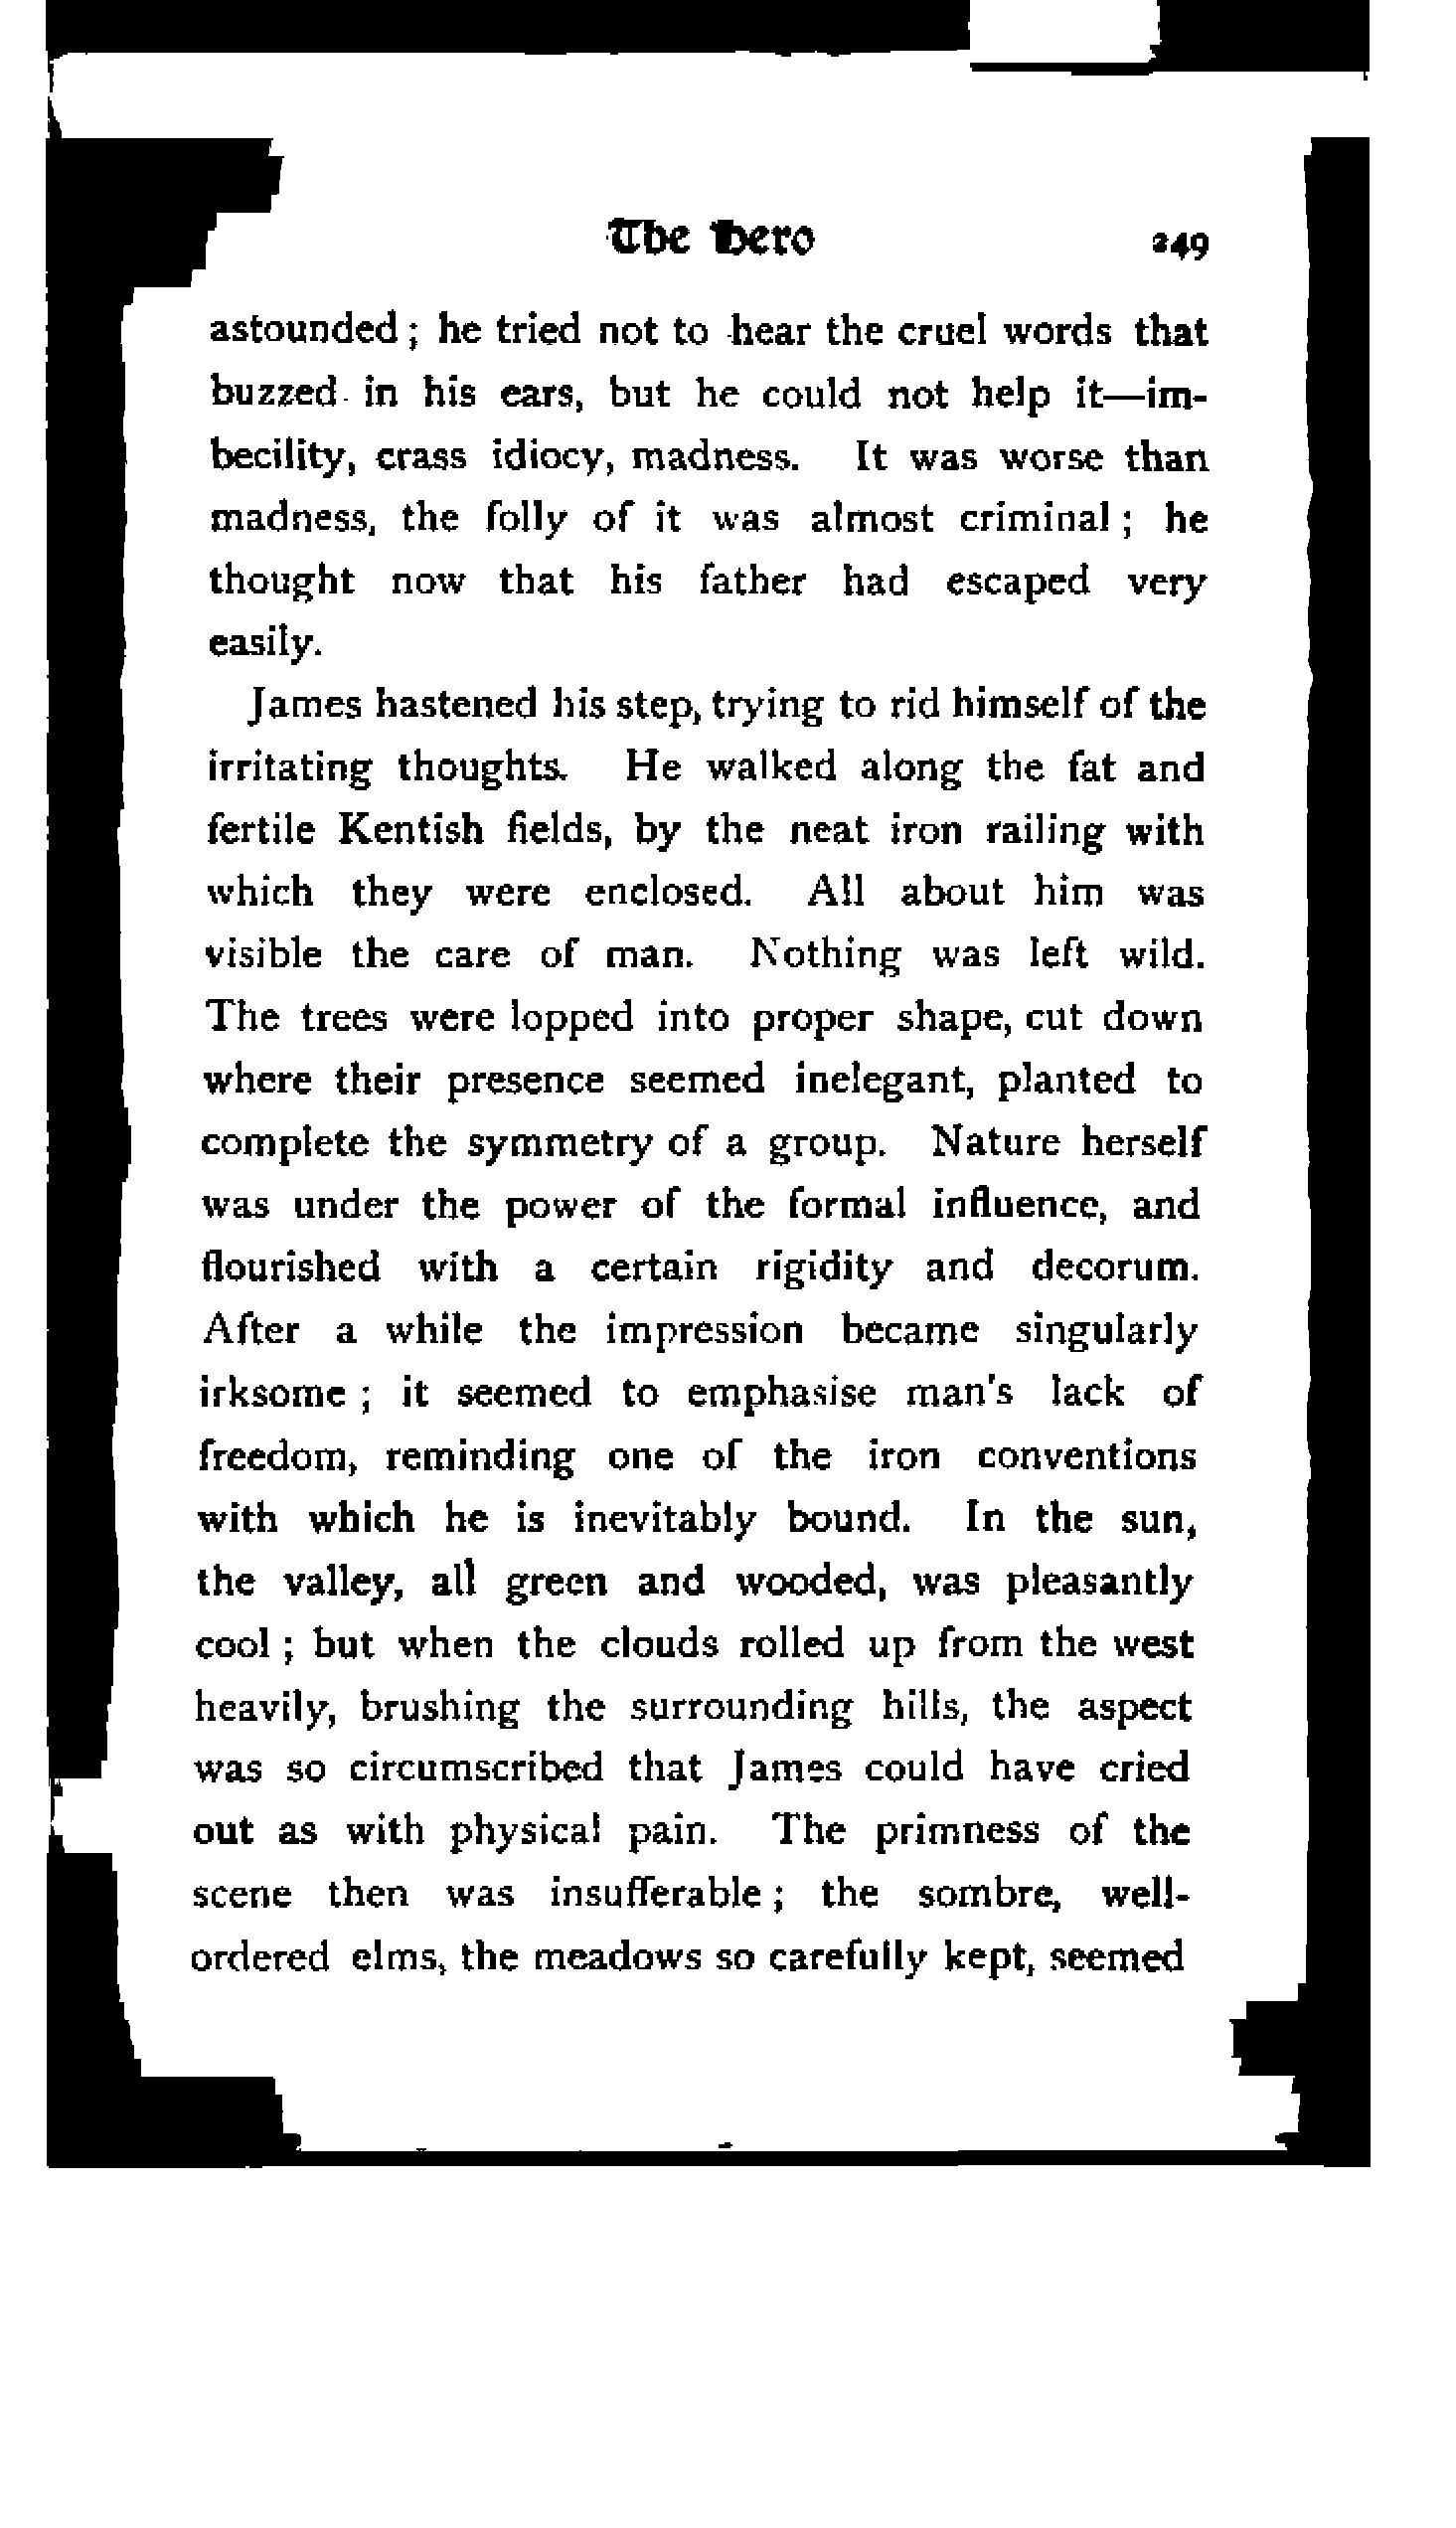 The Hero 249
astounded; he tried not to hear the cruel words that
buzzed in his ears, but he could not help it—im-
becility, crass idiocy, madness. It was worse than
madness, the folly of it was almost criminal; he
thought now that his father had escaped very
easily.
James hastened his step, trying to rid himself of the
irritating thoughts. He walked along the fat and
fertile Kentish fields, by the neat iron railing with
which they were enclosed. All about him was
visible the care of man. Nothing was left wild.
The trees were lopped into proper shape, cut down
where their presence seemed inelegant, planted to
complete the symmetry of a group. Nature herself
was under the power of the formal influence, and
flourished with a certain rigidity and decorum.
After a while the impression became singularly
irksome; it seemed to emphasise man's lack of
freedom, reminding one of the iron conventions
with which he is inevitably bound. In the sun,
the valley, all green and wooded, was pleasantly
cool; but when the clouds rolled up from the west
heavily, brushing the surrounding hills, the aspect
was so circumscribed that James could have cried
out as with physical pain. The primness of the
scene then was insufferable; the sombre, well-
ordered elms, the meadows so carefully kept, seemed